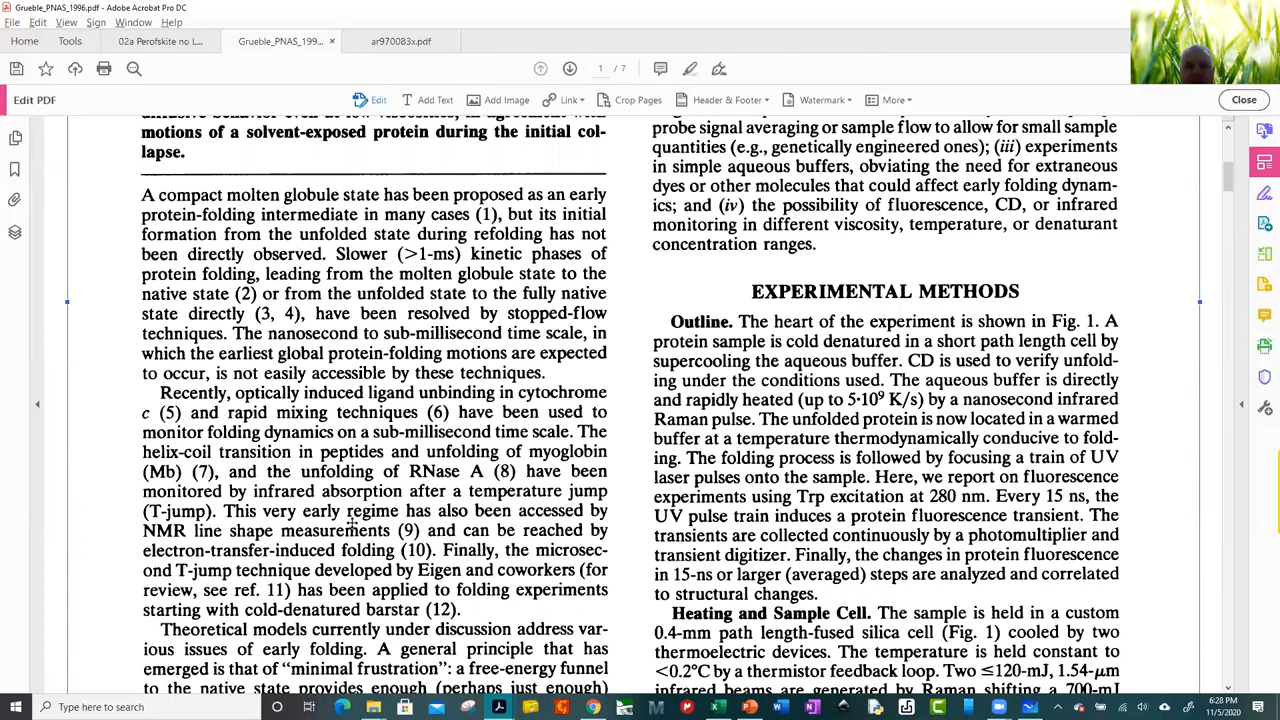 Grueble_PNAS_1996.pdf - Adobe Acrobat Pro DC
File Edit View Sign Window Help
Home Tools 02a Perofskite no L... Grueble_PNAS_199... × ar970083x.pdf
1 / 7
Edit PDF Edit Add Text Add Image Link Crop Pages Header & Footer Watermark More Close
motions of a solvent-exposed protein during the initial col-
lapse.
A compact molten globule state has been proposed as an early
protein-folding intermediate in many cases (1), but its initial
formation from the unfolded state during refolding has not
been directly observed. Slower (>1-ms) kinetic phases of
protein folding, leading from the molten globule state to the
native state (2) or from the unfolded state to the fully native
state directly (3, 4), have been resolved by stopped-flow
techniques. The nanosecond to sub-millisecond time scale, in
which the earliest global protein-folding motions are expected
to occur, is not easily accessible by these techniques.
Recently, optically induced ligand unbinding in cytochrome
c (5) and rapid mixing techniques (6) have been used to
monitor folding dynamics on a sub-millisecond time scale. The
helix-coil transition in peptides and unfolding of myoglobin
(Mb) (7), and the unfolding of RNase A (8) have been
monitored by infrared absorption after a temperature jump
(T-jump). This very early regime has also been accessed by
NMR line shape measurements (9) and can be reached by
electron-transfer-induced folding (10). Finally, the microsec-
ond T-jump technique developed by Eigen and coworkers (for
review, see ref. 11) has been applied to folding experiments
starting with cold-denatured barstar (12).
Theoretical models currently under discussion address var-
ious issues of early folding. A general principle that has
emerged is that of "minimal frustration": a free-energy funnel
to the native state provides enough (perhaps just enough)
probe signal averaging or sample flow to allow for small sample
quantities (e.g., genetically engineered ones); (iii) experiments
in simple aqueous buffers, obviating the need for extraneous
dyes or other molecules that could affect early folding dynam-
ics; and (iv) the possibility of fluorescence, CD, or infrared
monitoring in different viscosity, temperature, or denaturant
concentration ranges.
EXPERIMENTAL METHODS
Outline. The heart of the experiment is shown in Fig. 1. A
protein sample is cold denatured in a short path length cell by
supercooling the aqueous buffer. CD is used to verify unfold-
ing under the conditions used. The aqueous buffer is directly
and rapidly heated (up to 5·10⁹ K/s) by a nanosecond infrared
Raman pulse. The unfolded protein is now located in a warmed
buffer at a temperature thermodynamically conducive to fold-
ing. The folding process is followed by focusing a train of UV
laser pulses onto the sample. Here, we report on fluorescence
experiments using Trp excitation at 280 nm. Every 15 ns, the
UV pulse train induces a protein fluorescence transient. The
transients are collected continuously by a photomultiplier and
transient digitizer. Finally, the changes in protein fluorescence
in 15-ns or larger (averaged) steps are analyzed and correlated
to structural changes.
Heating and Sample Cell. The sample is held in a custom
0.4-mm path length-fused silica cell (Fig. 1) cooled by two
thermoelectric devices. The temperature is held constant to
<0.2°C by a thermistor feedback loop. Two ≤120-mJ, 1.54-μm
infrared beams are generated by Raman shifting a 700-mJ
Type here to search
6:28 PM
11/5/2020